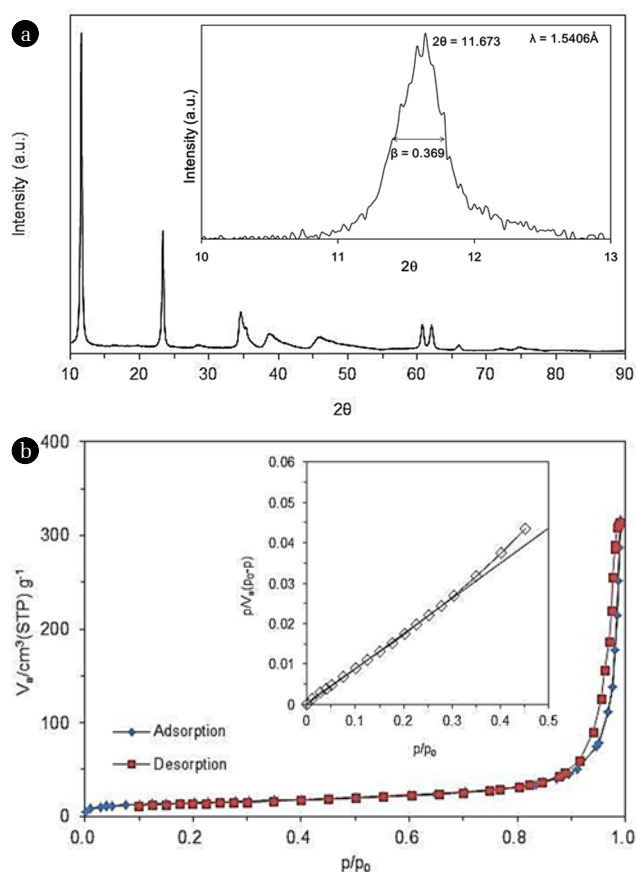 a
2θ = 11.673
λ = 1.5406Å
Intensity (a.u.)
β = 0.369
10 11 12 13
2θ
Intensity (a.u.)
10 20 30 40 50 60 70 80 90
2θ
b
400
300
200
100
0
Vₐ/cm³(STP) g⁻¹
0.06
0.05
0.04
0.03
0.02
0.01
0
p/Vₐ(p₀-p)
0 0.1 0.2 0.3 0.4 0.5
p/p₀
Adsorption
Desorption
0.0 0.2 0.4 0.6 0.8 1.0
p/p₀